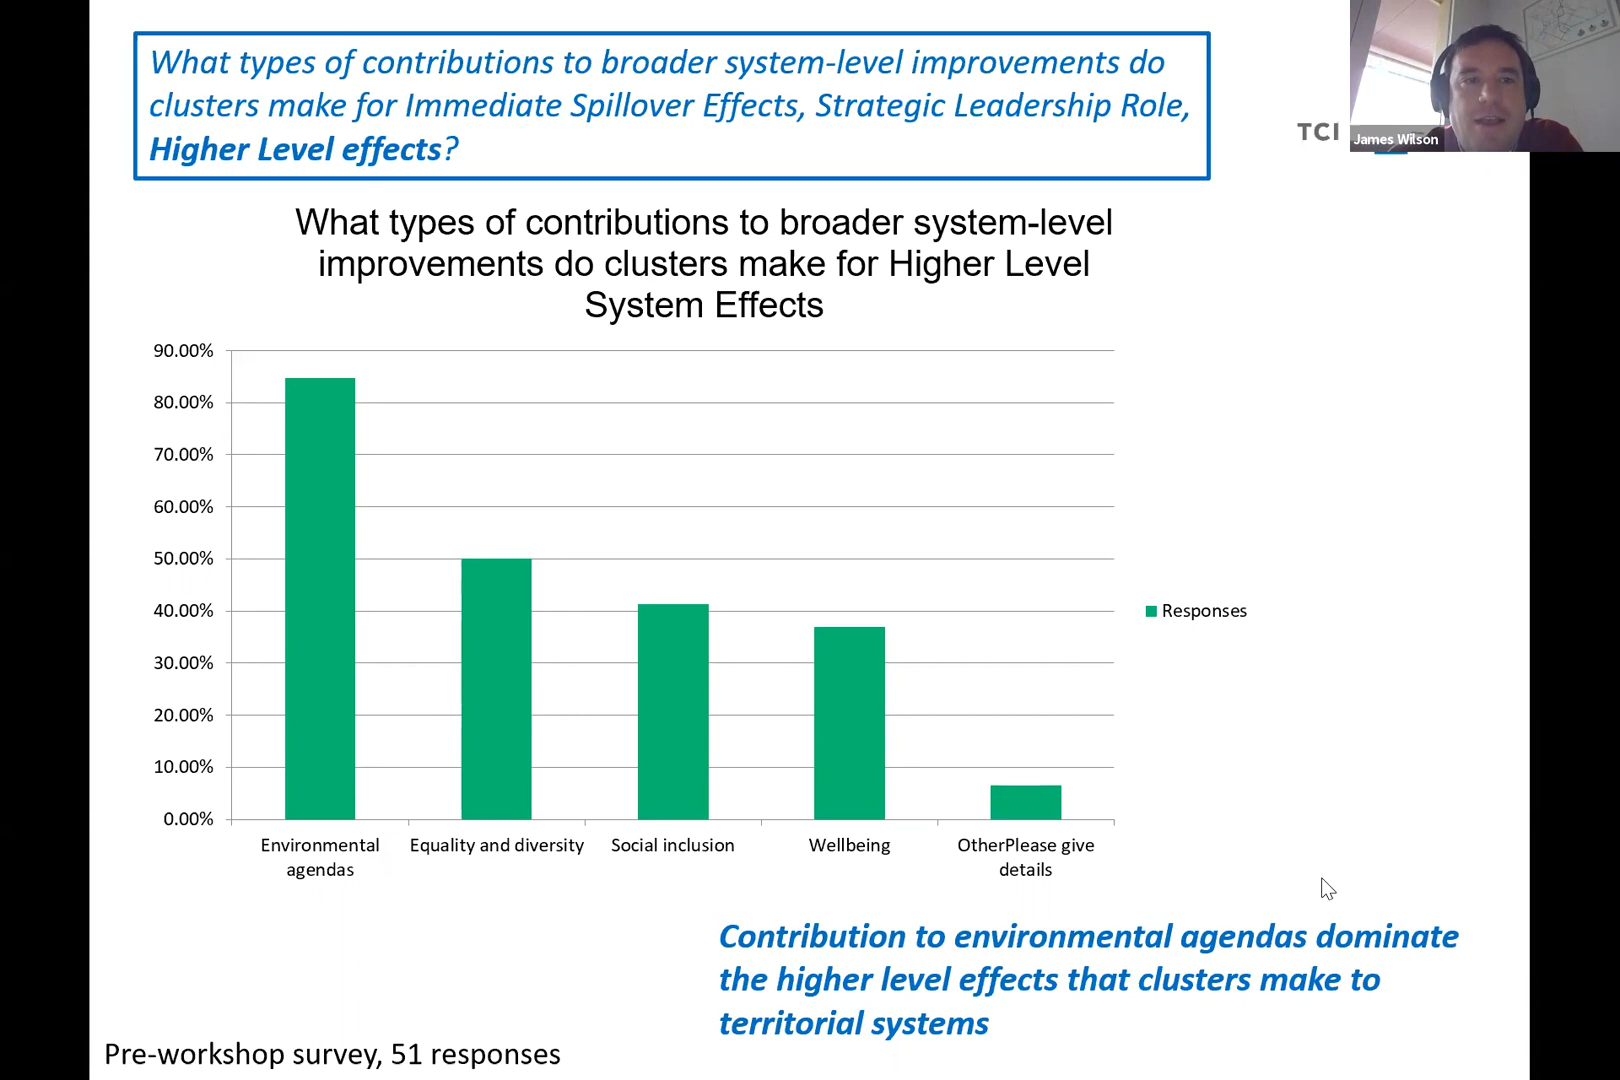 What types of contributions to broader system-level improvements do
clusters make for Immediate Spillover Effects, Strategic Leadership Role,
Higher Level effects?
TCI
James Wilson
What types of contributions to broader system-level
improvements do clusters make for Higher Level
System Effects
90.00%
80.00%
70.00%
60.00%
50.00%
40.00%
30.00%
20.00%
10.00%
0.00%
Responses
Environmental
agendas
Equality and diversity
Social inclusion
Wellbeing
OtherPlease give
details
Contribution to environmental agendas dominate
the higher level effects that clusters make to
territorial systems
Pre-workshop survey, 51 responses